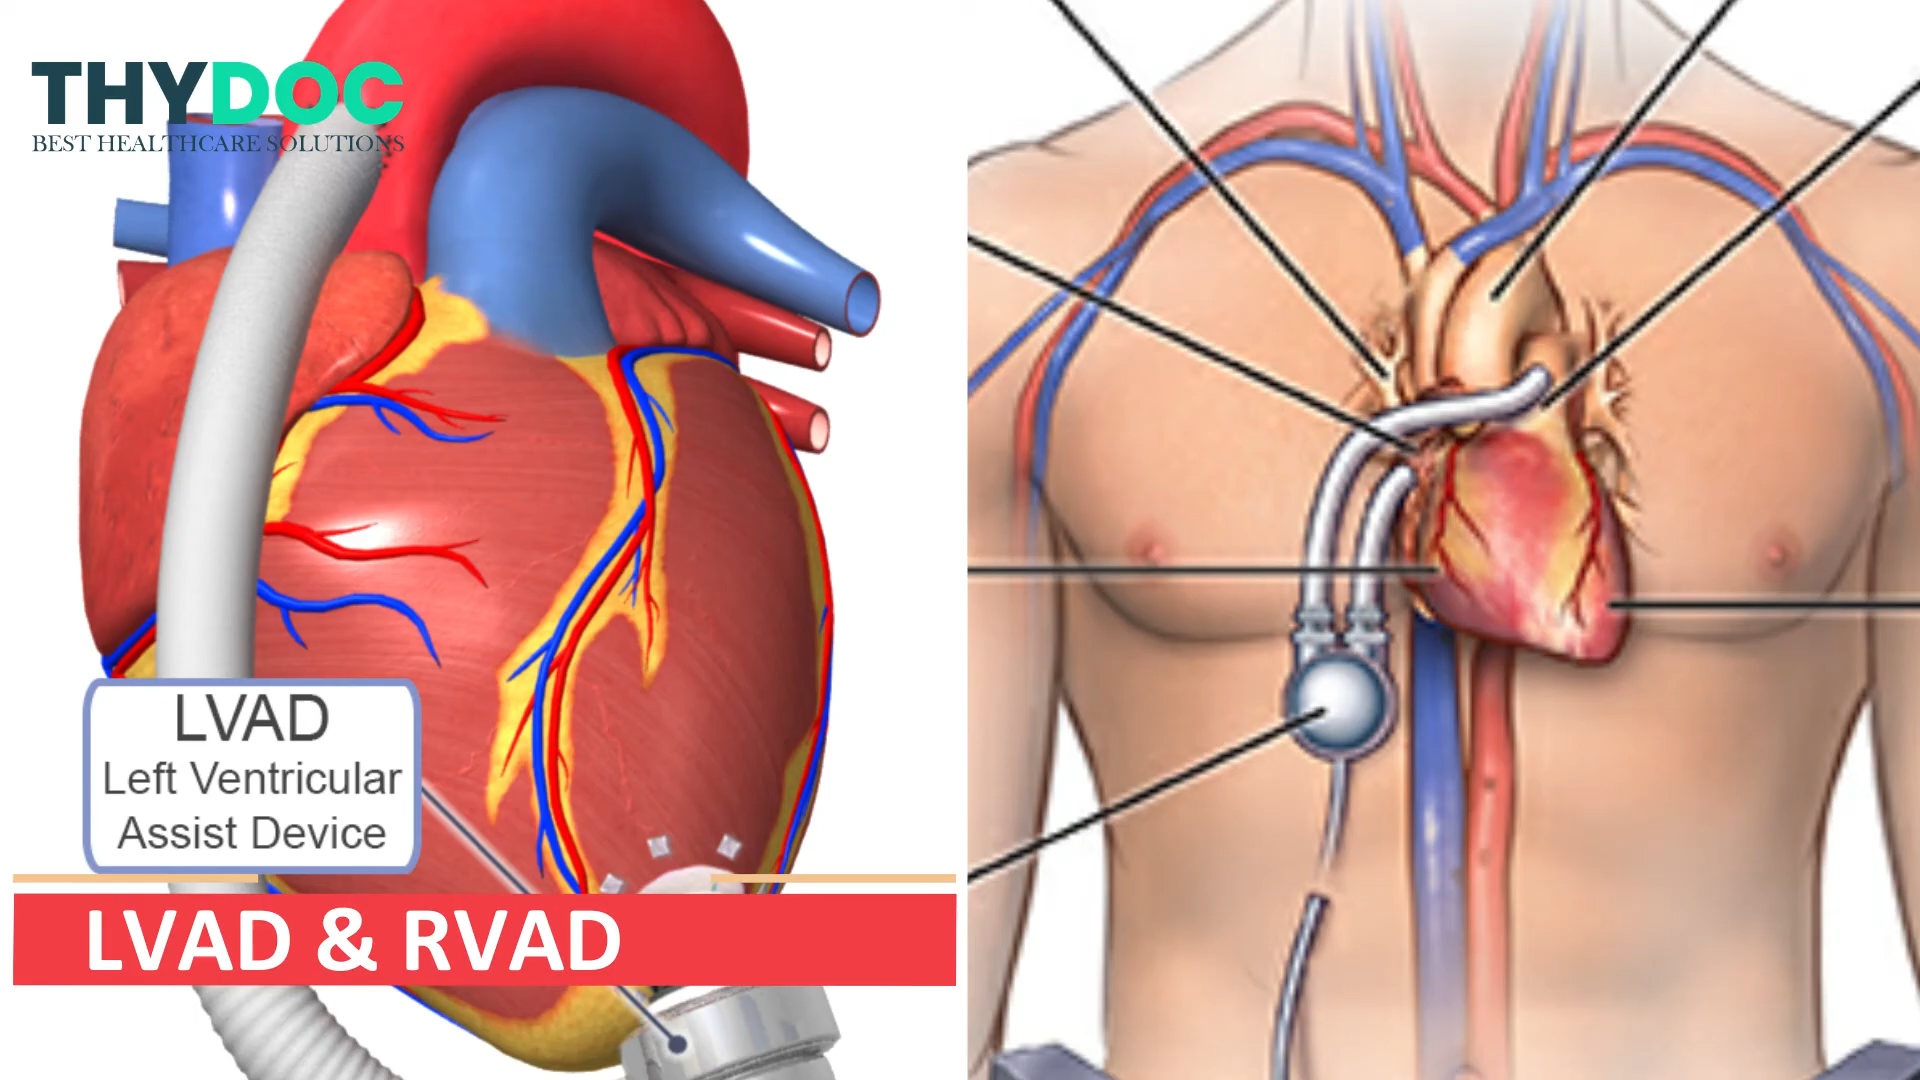 THYDOC
BEST HEALTHCARE SOLUTIONS
LVAD
Left Ventricular
Assist Device
LVAD & RVAD